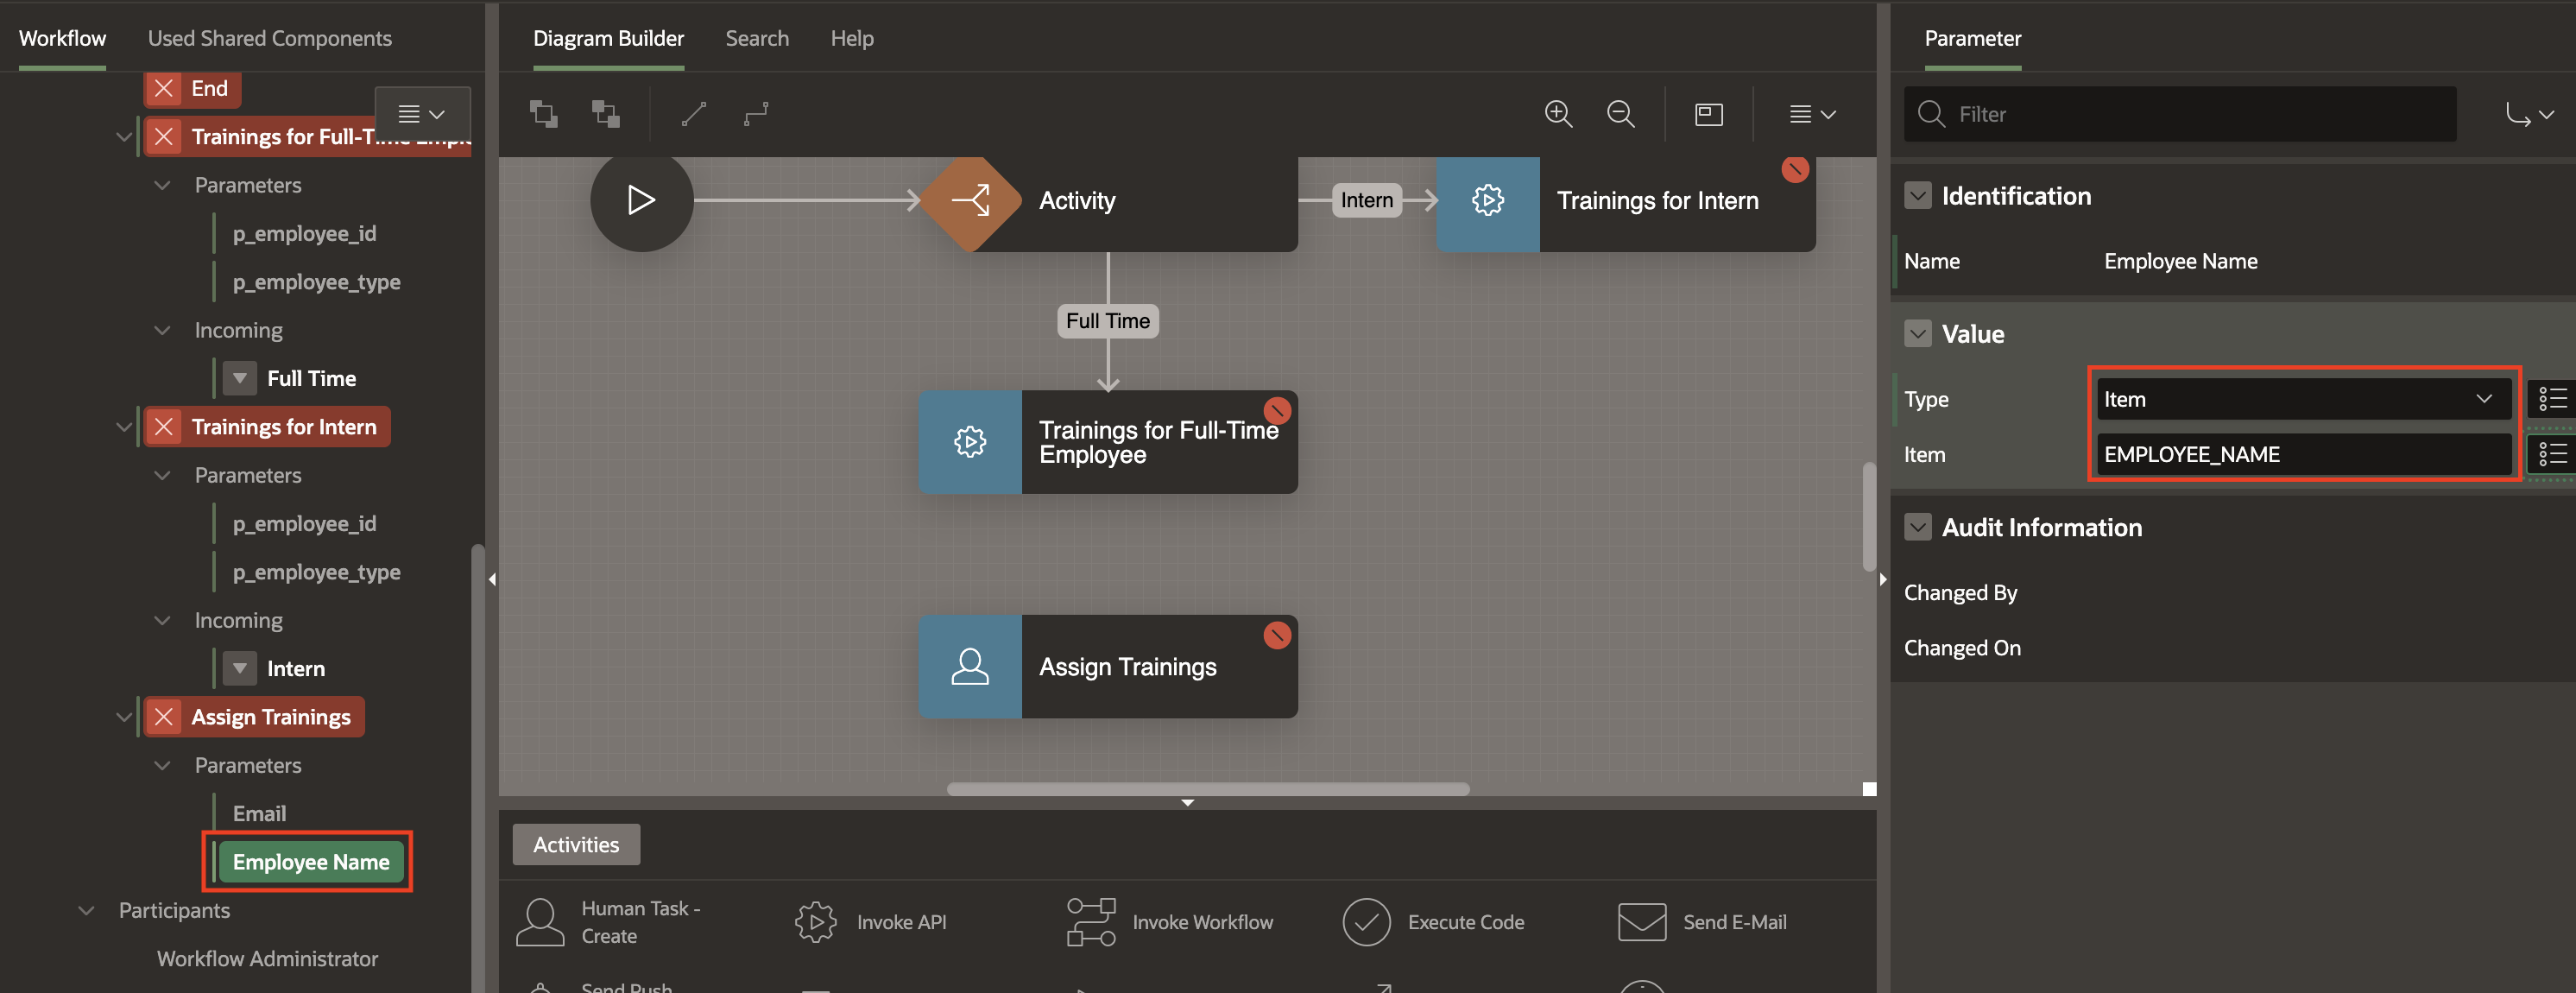 Workflow
Used Shared Components
End
Trainings for Full-Time
Parameters
p_employee_id
p_employee_type
Incoming
Full Time
Trainings for Intern
Parameters
p_employee_id
p_employee_type
Incoming
Intern
Assign Trainings
Parameters
Email
Employee Name
Participants
Workflow Administrator
Diagram Builder
Search
Help
Activity
Intern
Trainings for Intern
Full Time
Trainings for Full-Time
Employee
Assign Trainings
Activities
Human Task -
Create
Invoke API
Invoke Workflow
Execute Code
Send E-Mail
Send Push
Parameter
Filter
Identification
Name
Employee Name
Value
Type
Item
Item
EMPLOYEE_NAME
Audit Information
Changed By
Changed On